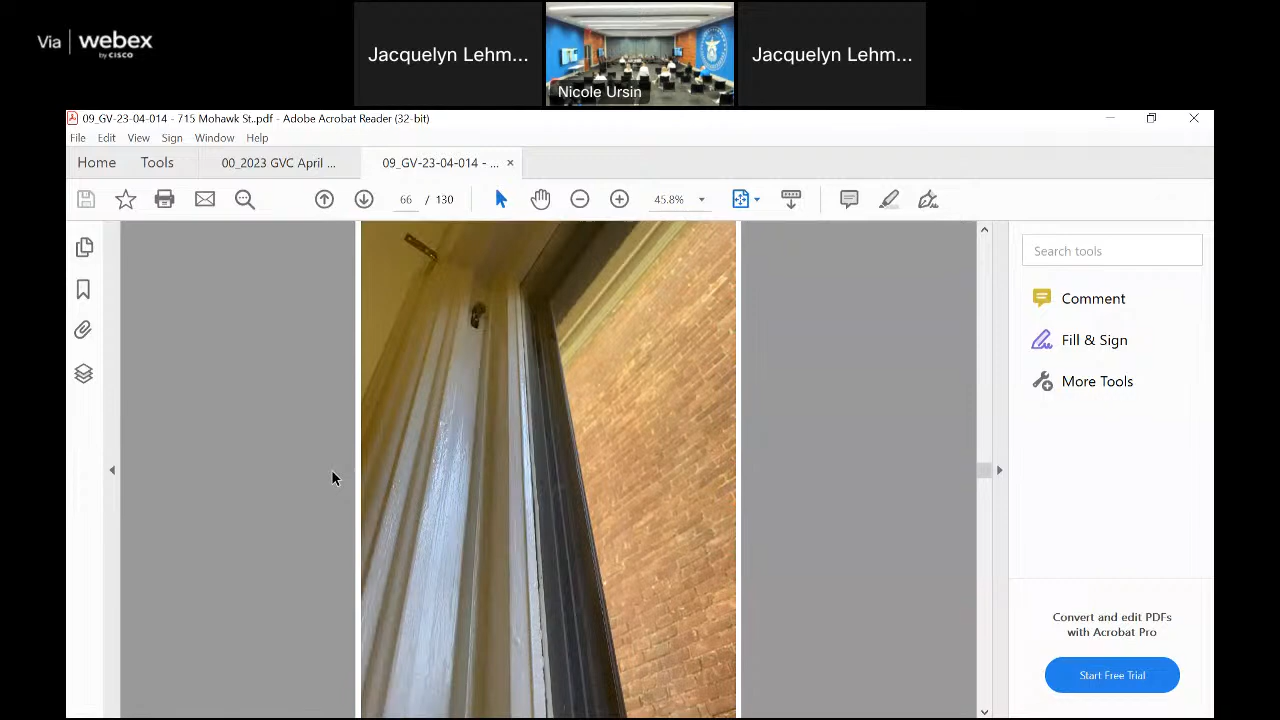 Via webex
by CISCO
Jacquelyn Lehm...
Nicole Ursin
Jacquelyn Lehm...
09_GV-23-04-014 - 715 Mohawk St..pdf - Adobe Acrobat Reader (32-bit)
File Edit View Sign Window Help
Home Tools 00_2023 GVC April ... 09_GV-23-04-014 - ... ×
66 / 130 45.8%
Search tools
Comment
Fill & Sign
More Tools
Convert and edit PDFs
with Acrobat Pro
Start Free Trial